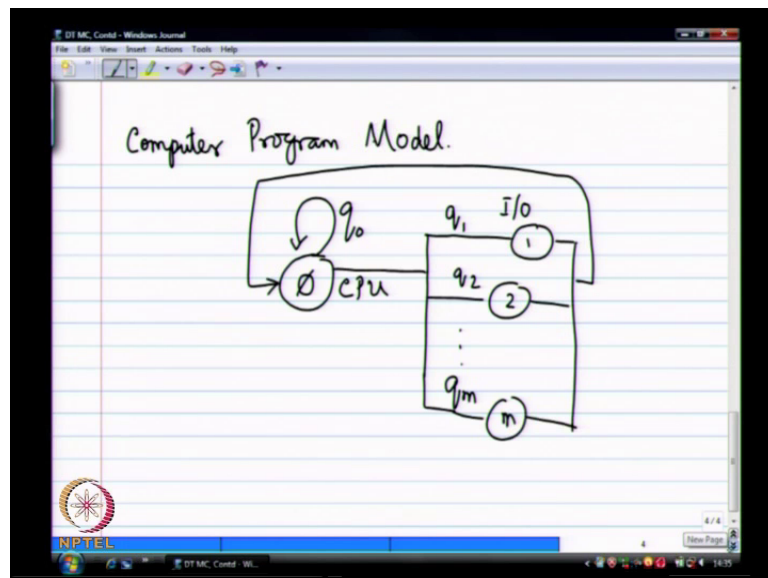 DT MC, Contd - Windows Journal
File Edit View Insert Actions Tools Help
Computer Program Model.
q0
q1 I/O
1
Ø CPU
q2
2
qm
m
NPTEL
4/4
4
New Page
DT MC, Contd - Wi...
14:35